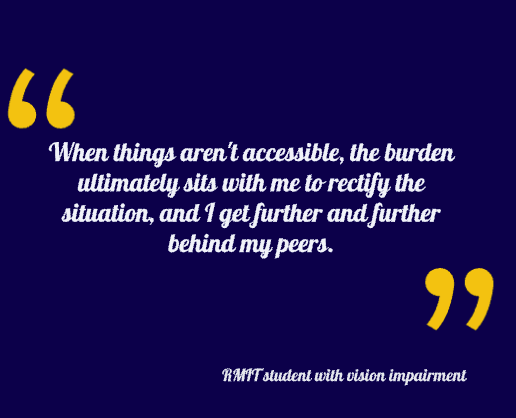 “
When things aren't accessible, the burden
ultimately sits with me to rectify the
situation, and I get further and further
behind my peers.
”
RMIT student with vision impairment